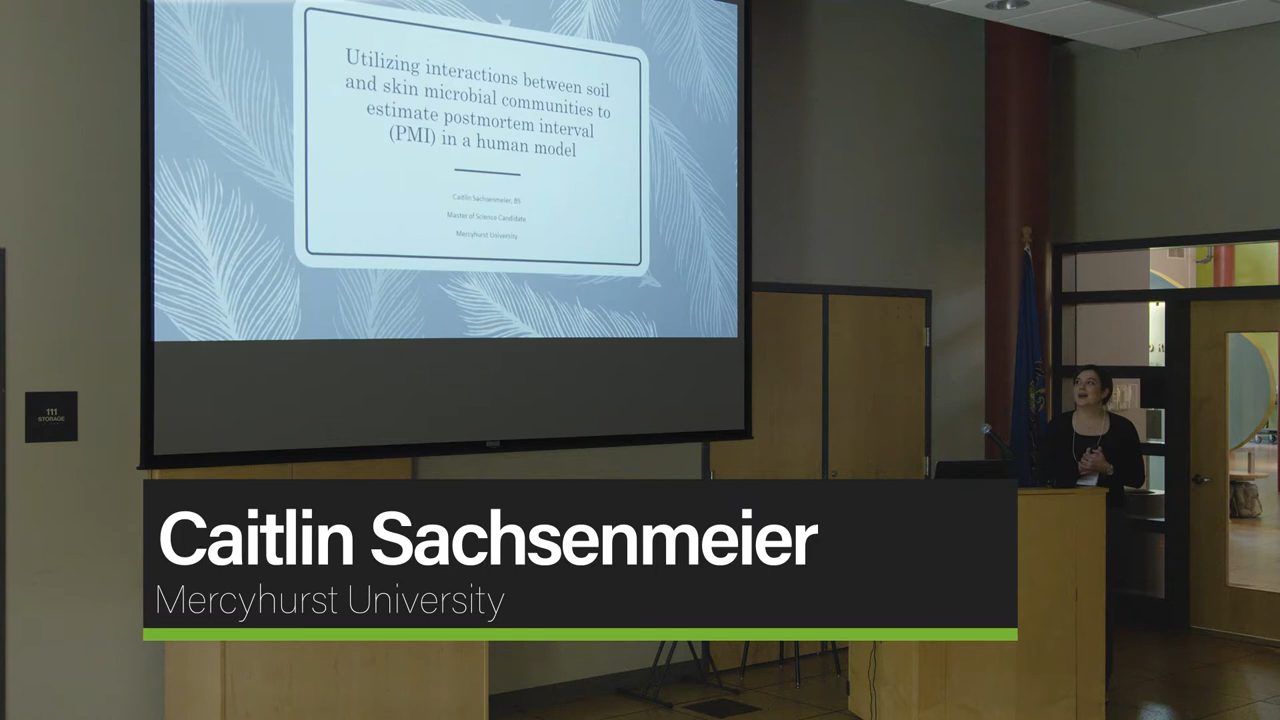 Utilizing interactions between soil
and skin microbial communities to
estimate postmortem interval
(PMI) in a human model
Caitlin Sachsenmeier, BS
Master of Science Candidate
Mercyhurst University
111
STORAGE
Caitlin Sachsenmeier
Mercyhurst University